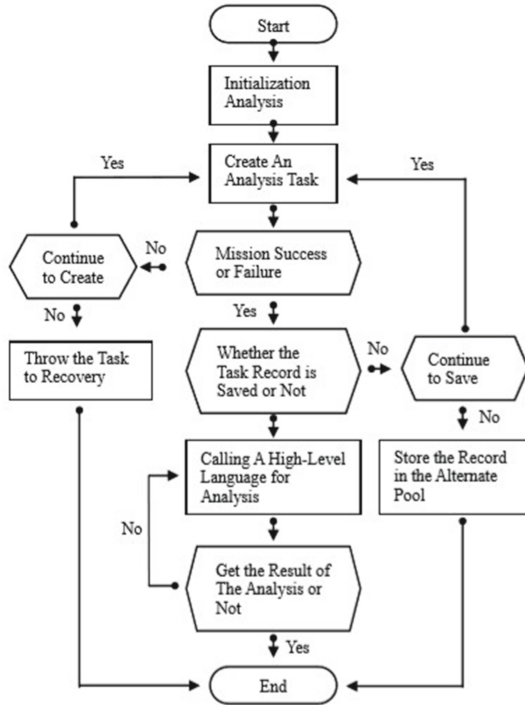 Start
Initialization
Analysis
Yes
Yes
Create An
Analysis Task
Continue
to Create
No
Mission Success
or Failure
No
Yes
Throw the Task
to Recovery
Whether the
Task Record is
Saved or Not
No
Continue
to Save
No
Calling A High-Level
Language for
Analysis
Store the Record
in the Alternate
Pool
No
Get the Result of
The Analysis or
Not
Yes
End